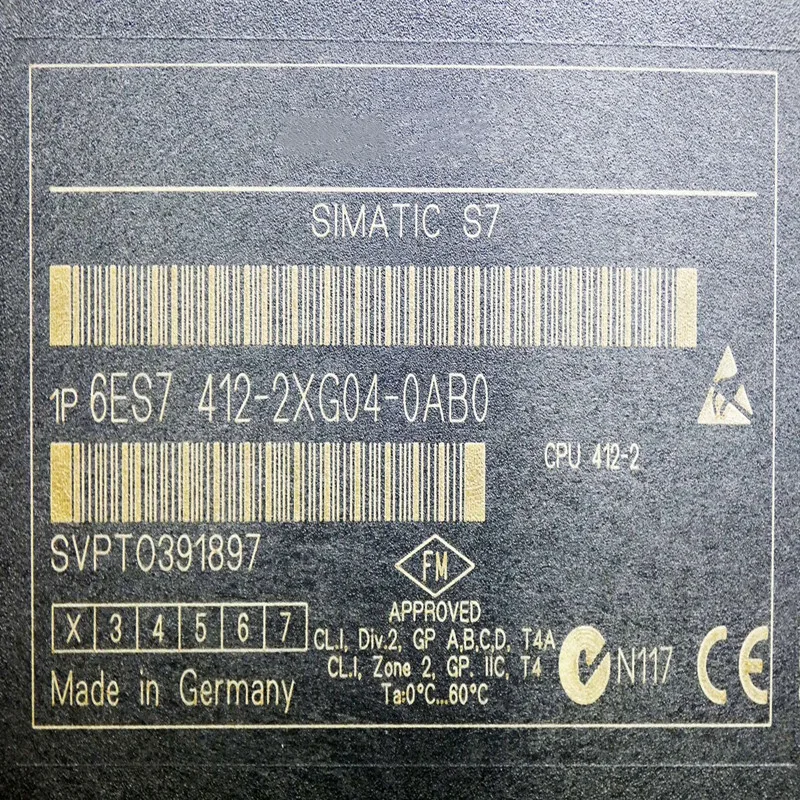 SIMATIC S7
1P 6ES7 412-2XG04-0AB0
CPU 412-2
SVPT0391897
FM
APPROVED
X 3 4 5 6 7
CL.I, Div.2, GP A,B,C,D, T4A
CL.I, Zone 2, GP. IIC, T4
Ta:0°C...60°C
N117
CE
Made in Germany